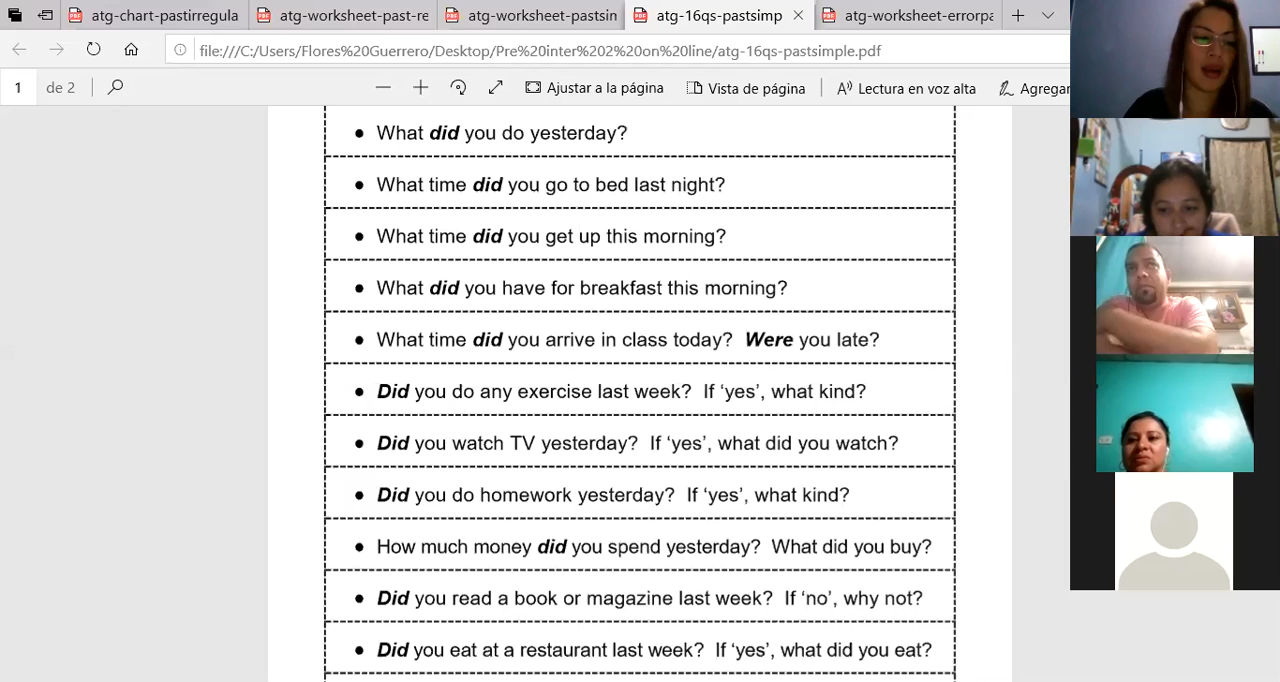 atg-chart-pastirregula
atg-worksheet-past-re
atg-worksheet-pastsin
atg-16qs-pastsimp
atg-worksheet-errorpa
file:///C:/Users/Flores%20Guerrero/Desktop/Pre%20inter%202%20on%20line/atg-16qs-pastsimple.pdf
1 de 2
Ajustar a la página
Vista de página
Lectura en voz alta
Agregar
• What did you do yesterday?
• What time did you go to bed last night?
• What time did you get up this morning?
• What did you have for breakfast this morning?
• What time did you arrive in class today? Were you late?
• Did you do any exercise last week? If ‘yes’, what kind?
• Did you watch TV yesterday? If ‘yes’, what did you watch?
• Did you do homework yesterday? If ‘yes’, what kind?
• How much money did you spend yesterday? What did you buy?
• Did you read a book or magazine last week? If ‘no’, why not?
• Did you eat at a restaurant last week? If ‘yes’, what did you eat?